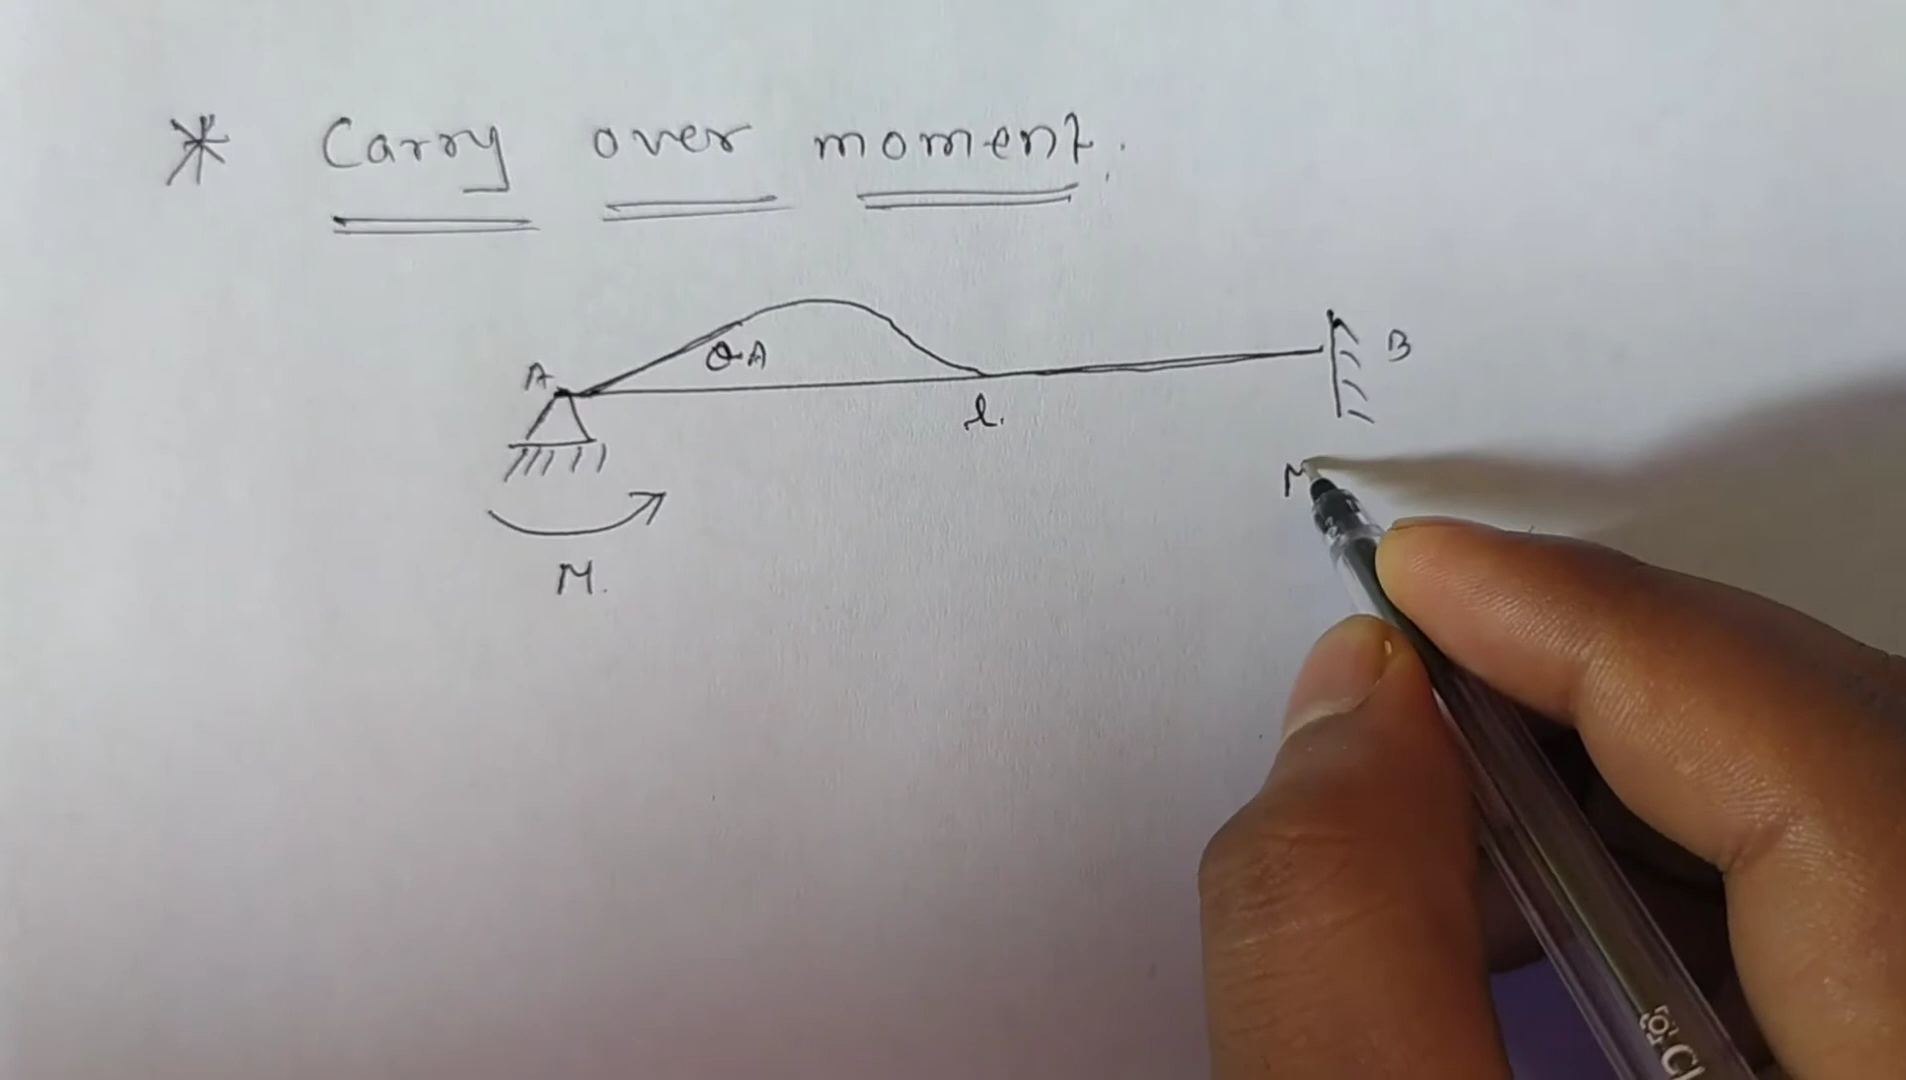 * Carry over moment.
A
θA
B
l.
M
M.